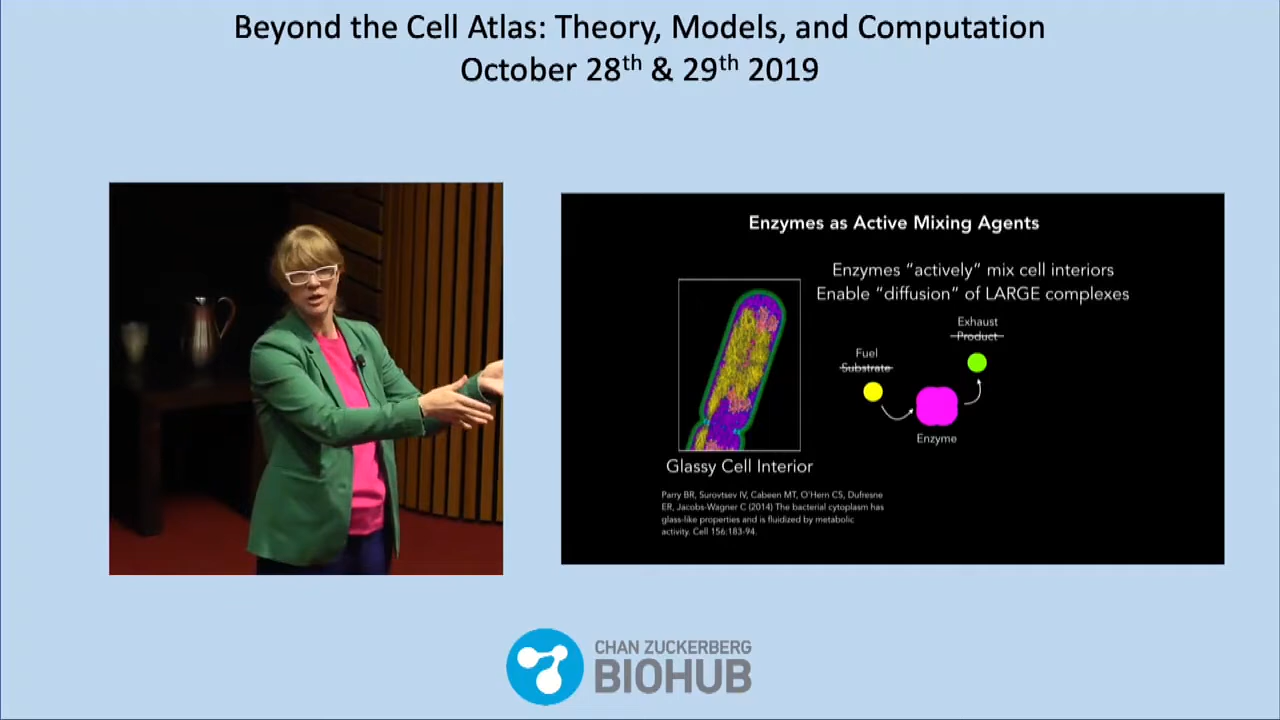 Beyond the Cell Atlas: Theory, Models, and Computation
October 28th & 29th 2019
Enzymes as Active Mixing Agents
Enzymes "actively" mix cell interiors
Enable "diffusion" of LARGE complexes
Exhaust
Product
Fuel
Substrate
Enzyme
Glassy Cell Interior
Parry BR, Surovtsev IV, Cabeen MT, O'Hern CS, Dufresne
ER, Jacobs-Wagner C (2014) The bacterial cytoplasm has
glass-like properties and is fluidized by metabolic
activity. Cell 156:183-94.
CHAN ZUCKERBERG
BIOHUB